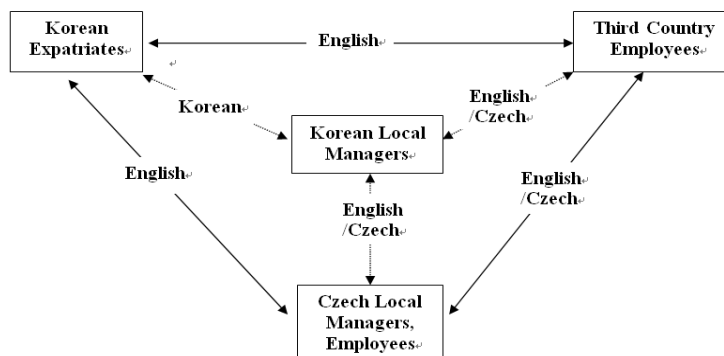 Korean
Expatriates
English
Third Country
Employees
Korean
English
/Czech
Korean Local
Managers
English
English
/Czech
English
/Czech
Czech Local
Managers,
Employees